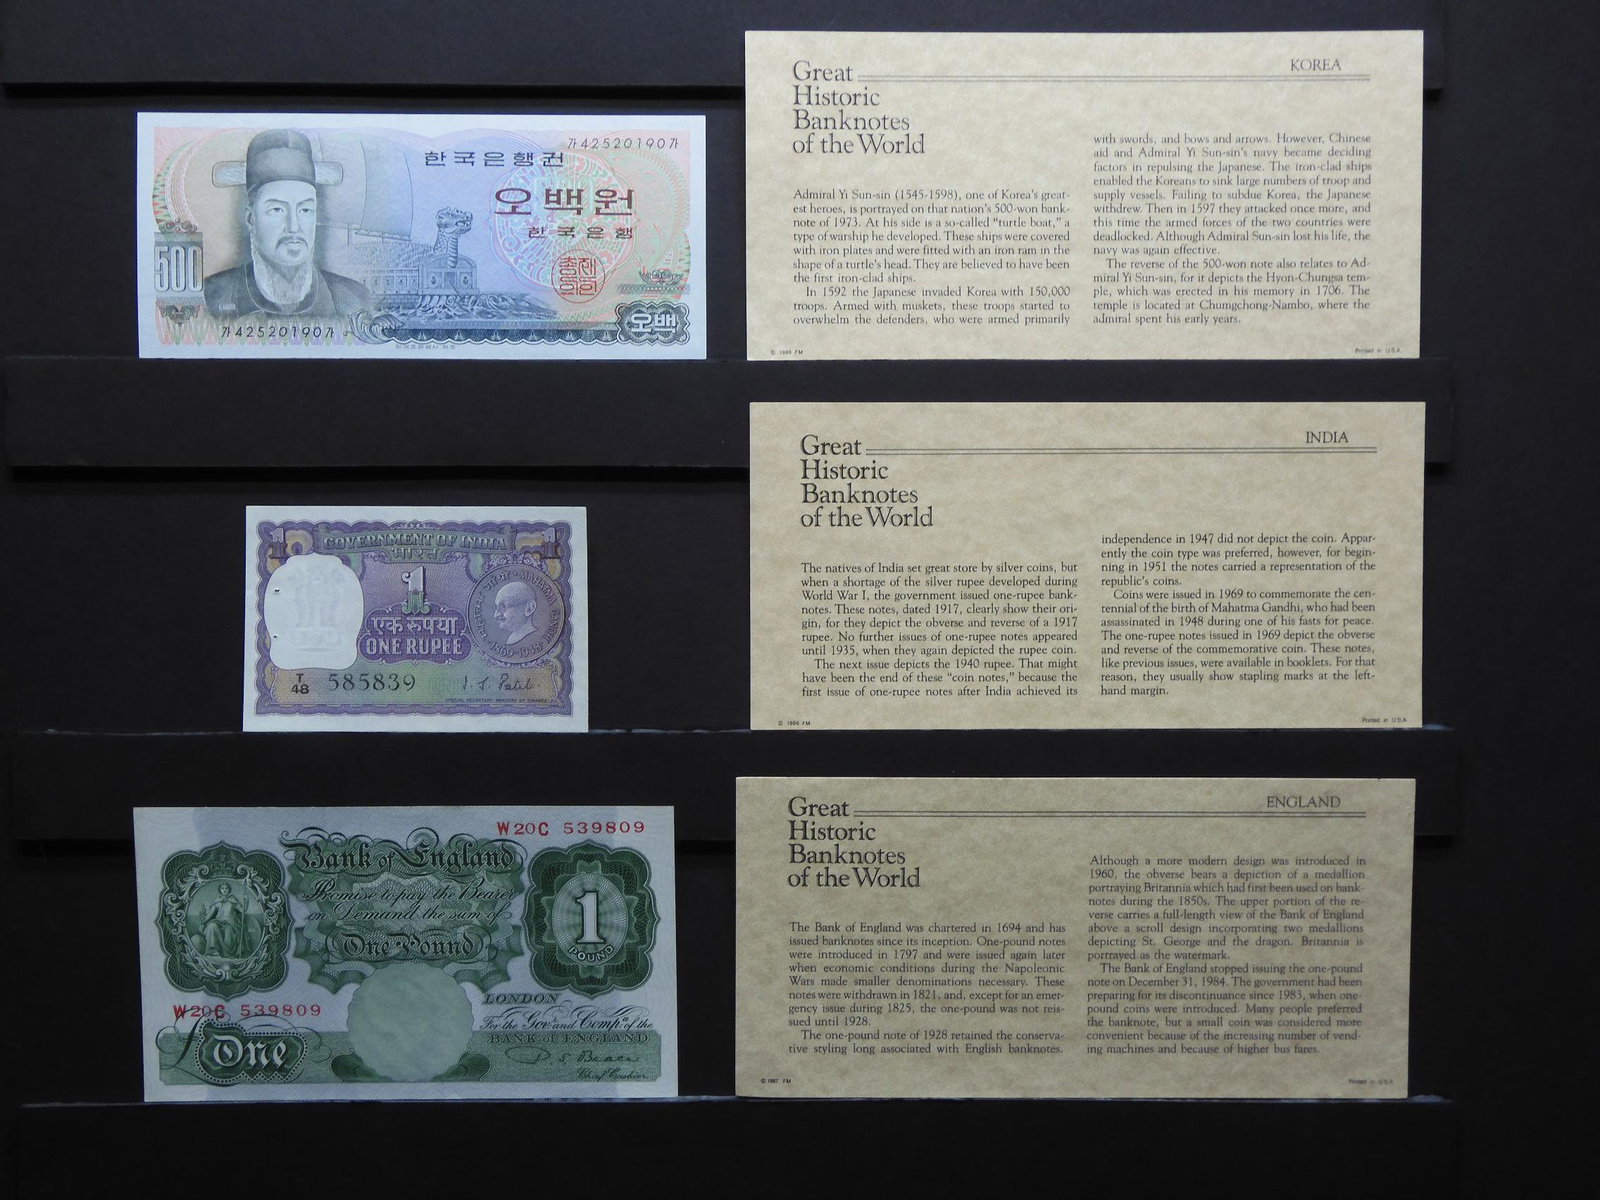 가425201907가
한국은행권
오백원
한국은행
500
가425201907가
오백
Great
Historic
Banknotes
of the World
KOREA
Admiral Yi Sun-sin (1545-1598), one of Korea's great-
est heroes, is portrayed on that nation's 500-won bank-
note of 1973. At his side is a so-called "turtle boat," a
type of warship he developed. These ships were covered
with iron plates and were fitted with an iron ram in the
shape of a turtle's head. They are believed to have been
the first iron-clad ships.
In 1592 the Japanese invaded Korea with 150,000
troops. Armed with muskets, these troops started to
overwhelm the defenders, who were armed primarily
with swords, and bows and arrows. However, Chinese
aid and Admiral Yi Sun-sin's navy became deciding
factors in repulsing the Japanese. The iron-clad ships
enabled the Koreans to sink large numbers of troop and
supply vessels. Failing to subdue Korea, the Japanese
withdrew. Then in 1597 they attacked once more, and
this time the armed forces of the two countries were
deadlocked. Although Admiral Sun-sin lost his life, the
navy was again effective.
The reverse of the 500-won note also relates to Ad-
miral Yi Sun-sin, for it depicts the Hyon-Chungsa tem-
ple, which was erected in his memory in 1706. The
temple is located at Chumgchong-Nambo, where the
admiral spent his early years.
© 1986 FM
Printed in U.S.A.
1
1
GOVERNMENT OF INDIA
भारत
1
एक रुपया
ONE RUPEE
MAHATMA GANDHI
1869-1948
T
48
585839
SPECIAL SECRETARY, MINISTRY OF FINANCE
Great
Historic
Banknotes
of the World
INDIA
The natives of India set great store by silver coins, but
when a shortage of the silver rupee developed during
World War I, the government issued one-rupee bank-
notes. These notes, dated 1917, clearly show their ori-
gin, for they depict the obverse and reverse of a 1917
rupee. No further issues of one-rupee notes appeared
until 1935, when they again depicted the rupee coin.
The next issue depicts the 1940 rupee. That might
have been the end of these "coin notes," because the
first issue of one-rupee notes after India achieved its
independence in 1947 did not depict the coin. Appar-
ently the coin type was preferred, however, for begin-
ning in 1951 the notes carried a representation of the
republic's coins.
Coins were issued in 1969 to commemorate the cen-
tennial of the birth of Mahatma Gandhi, who had been
assassinated in 1948 during one of his fasts for peace.
The one-rupee notes issued in 1969 depict the obverse
and reverse of the commemorative coin. These notes,
like previous issues, were available in booklets. For that
reason, they usually show stapling marks at the left-
hand margin.
© 1986 FM
Printed in U.S.A.
W20C 539809
Bank of England
Promise to pay the Bearer
on Demand the sum of
One Pound
1
POUND
W20C 539809
LONDON
For the Gov.r and Comp.a of the
BANK OF ENGLAND
Chief Cashier
One
Great
Historic
Banknotes
of the World
ENGLAND
The Bank of England was chartered in 1694 and has
issued banknotes since its inception. One-pound notes
were introduced in 1797 and were issued again later
when economic conditions during the Napoleonic
Wars made smaller denominations necessary. These
notes were withdrawn in 1821, and, except for an emer-
gency issue during 1825, the one-pound was not reis-
sued until 1928.
The one-pound note of 1928 retained the conserva-
tive styling long associated with English banknotes.
Although a more modern design was introduced in
1960, the obverse bears a depiction of a medallion
portraying Britannia which had first been used on bank-
notes during the 1850s. The upper portion of the re-
verse carries a full-length view of the Bank of England
above a scroll design incorporating two medallions
depicting St. George and the dragon. Britannia is
portrayed as the watermark.
The Bank of England stopped issuing the one-pound
note on December 31, 1984. The government had been
preparing for its discontinuance since 1983, when one-
pound coins were introduced. Many people preferred
the banknote, but a small coin was considered more
convenient because of the increasing number of vend-
ing machines and because of higher bus fares.
© 1987 FM
Printed in U.S.A.